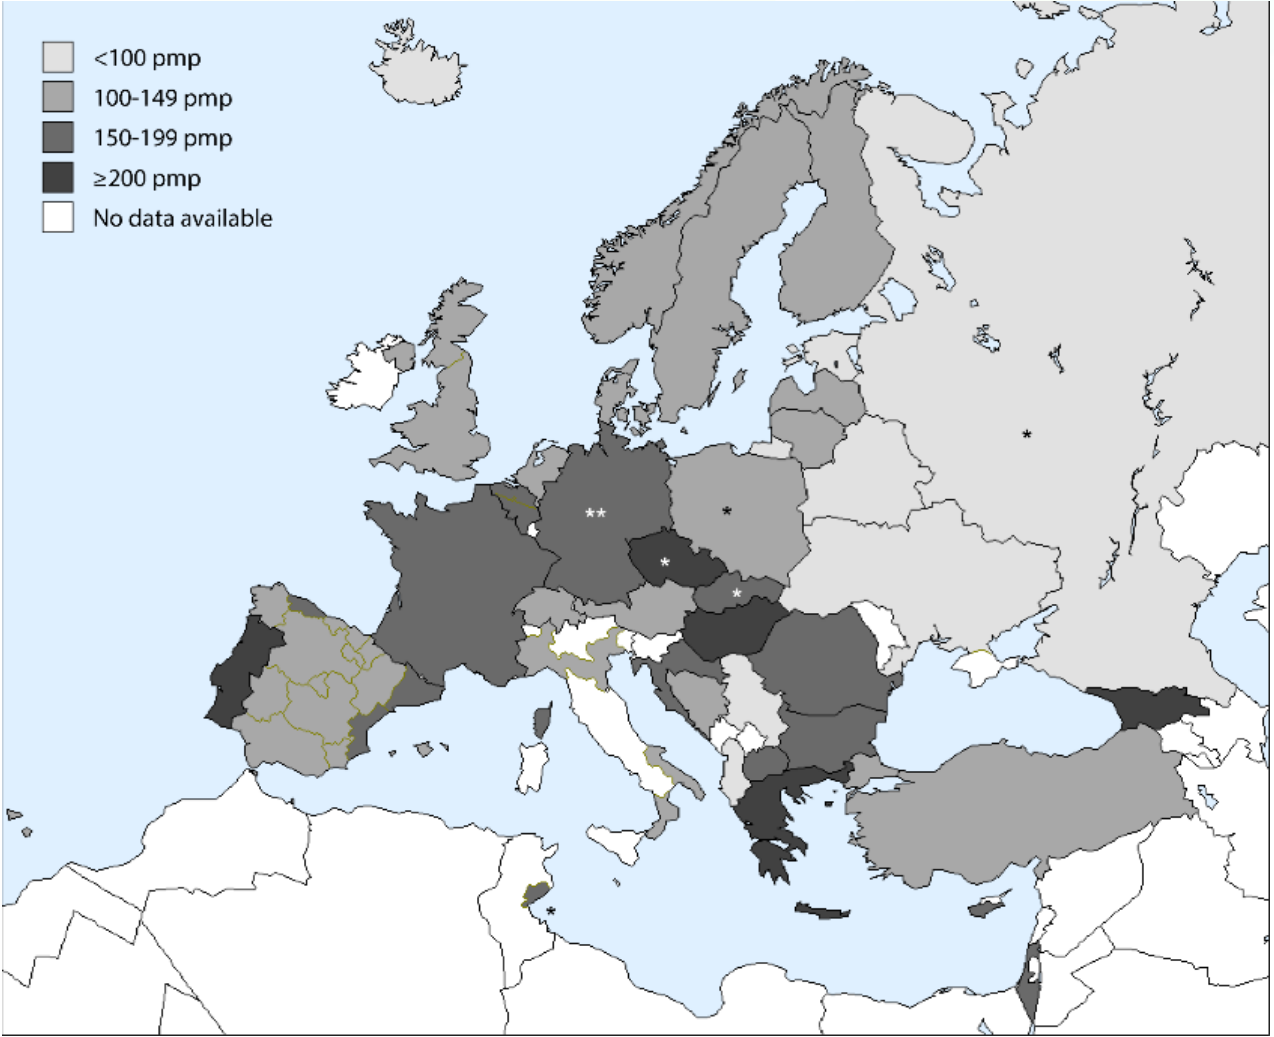 <100 pmp
100-149 pmp
150-199 pmp
≥200 pmp
No data available
*
**
*
*
*
*